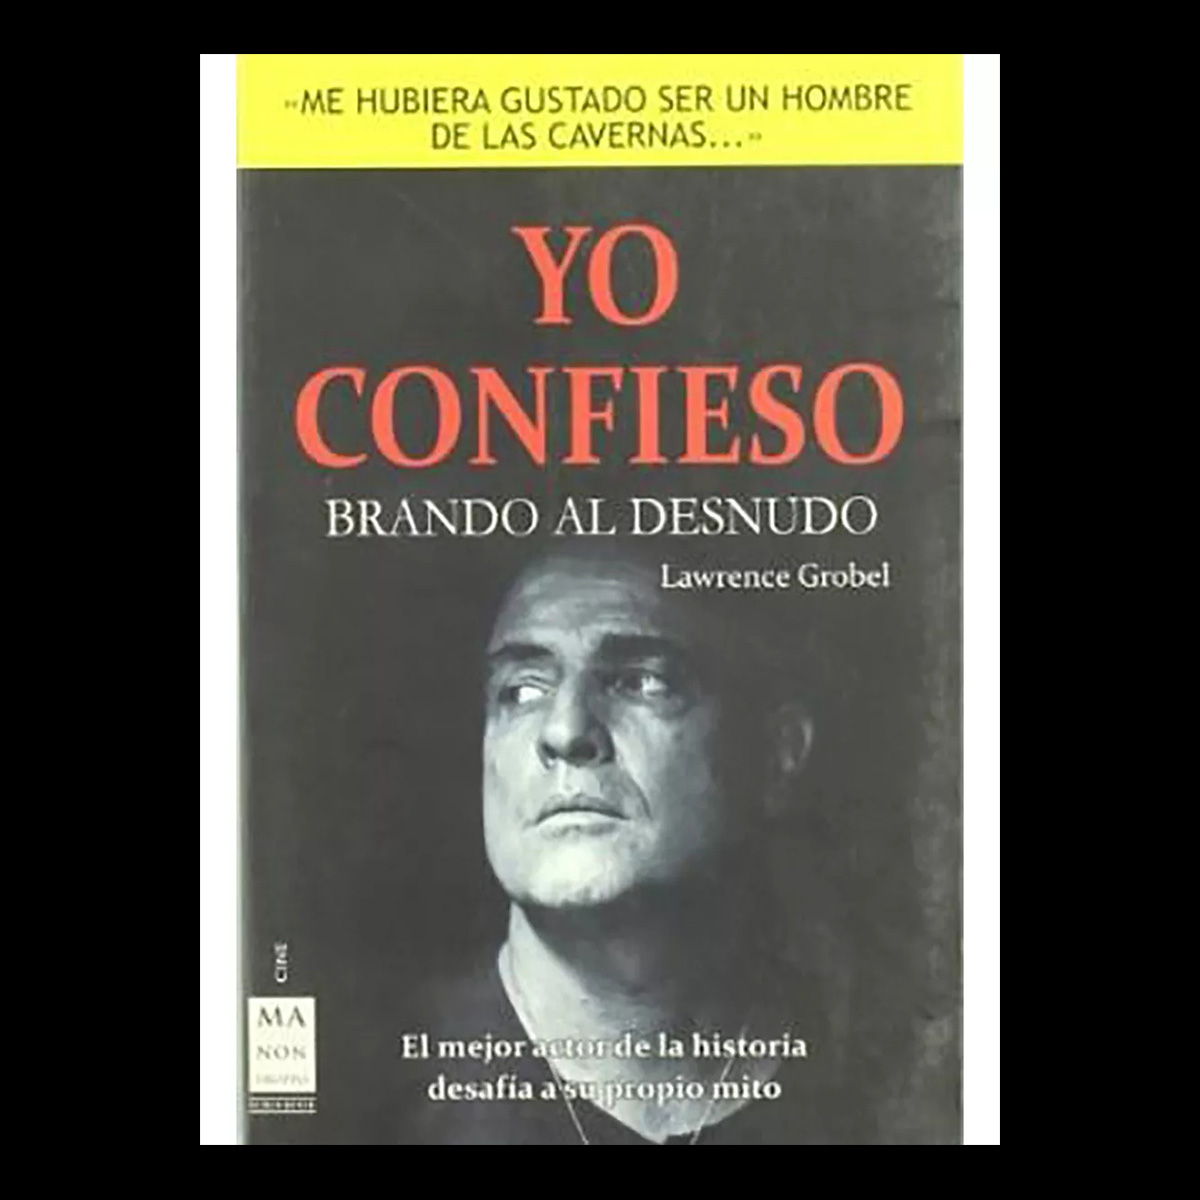 «ME HUBIERA GUSTADO SER UN HOMBRE
DE LAS CAVERNAS...»
YO
CONFIESO
BRANDO AL DESNUDO
Lawrence Grobel
CINE
MA
NON
El mejor actor de la historia
desafía a su propio mito